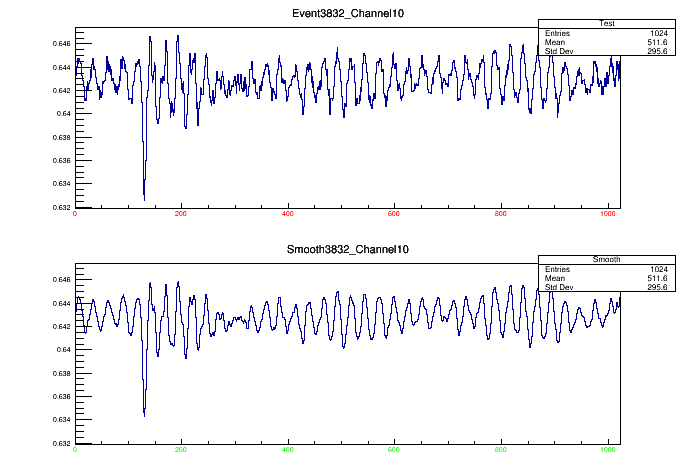 Event3832_Channel10
Test
Entries 1024
Mean 511.6
Std Dev 295.6
0.646
0.644
0.642
0.64
0.638
0.636
0.634
0.632
0 200 400 600 800 1000
Smooth3832_Channel10
Smooth
Entries 1024
Mean 511.6
Std Dev 295.6
0.646
0.644
0.642
0.64
0.638
0.636
0.634
0.632
0 200 400 600 800 1000